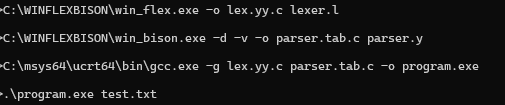 >C:\WINFLEXBISON\win_flex.exe -o lex.yy.c lexer.l
>C:\WINFLEXBISON\win_bison.exe -d -v -o parser.tab.c parser.y
>C:\msys64\ucrt64\bin\gcc.exe -g lex.yy.c parser.tab.c -o program.exe
>.\program.exe test.txt